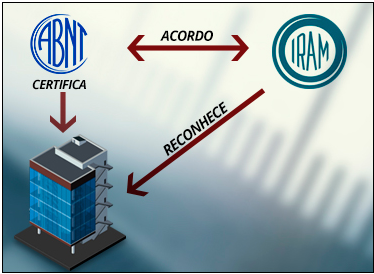 ABNT
ACORDO
IRAM
CERTIFICA
RECONHECE